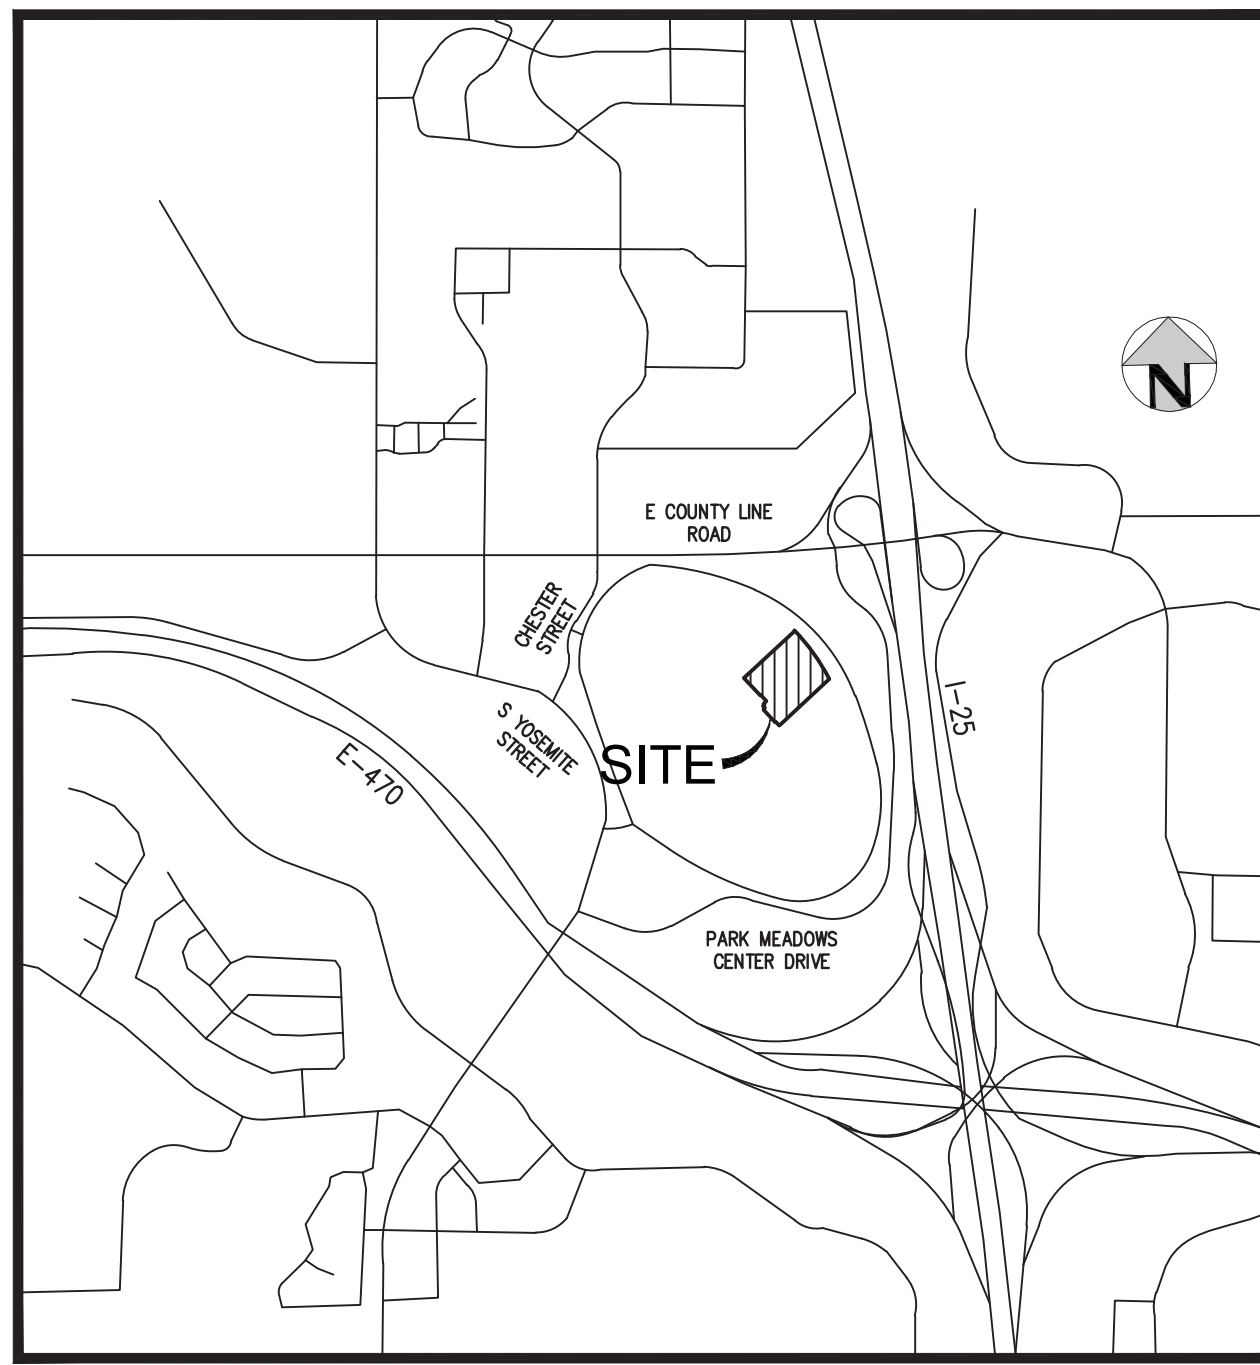 N
E COUNTY LINE
ROAD
CHESTER
STREET
I-25
S YOSEMITE
STREET
SITE
E-470
PARK MEADOWS
CENTER DRIVE